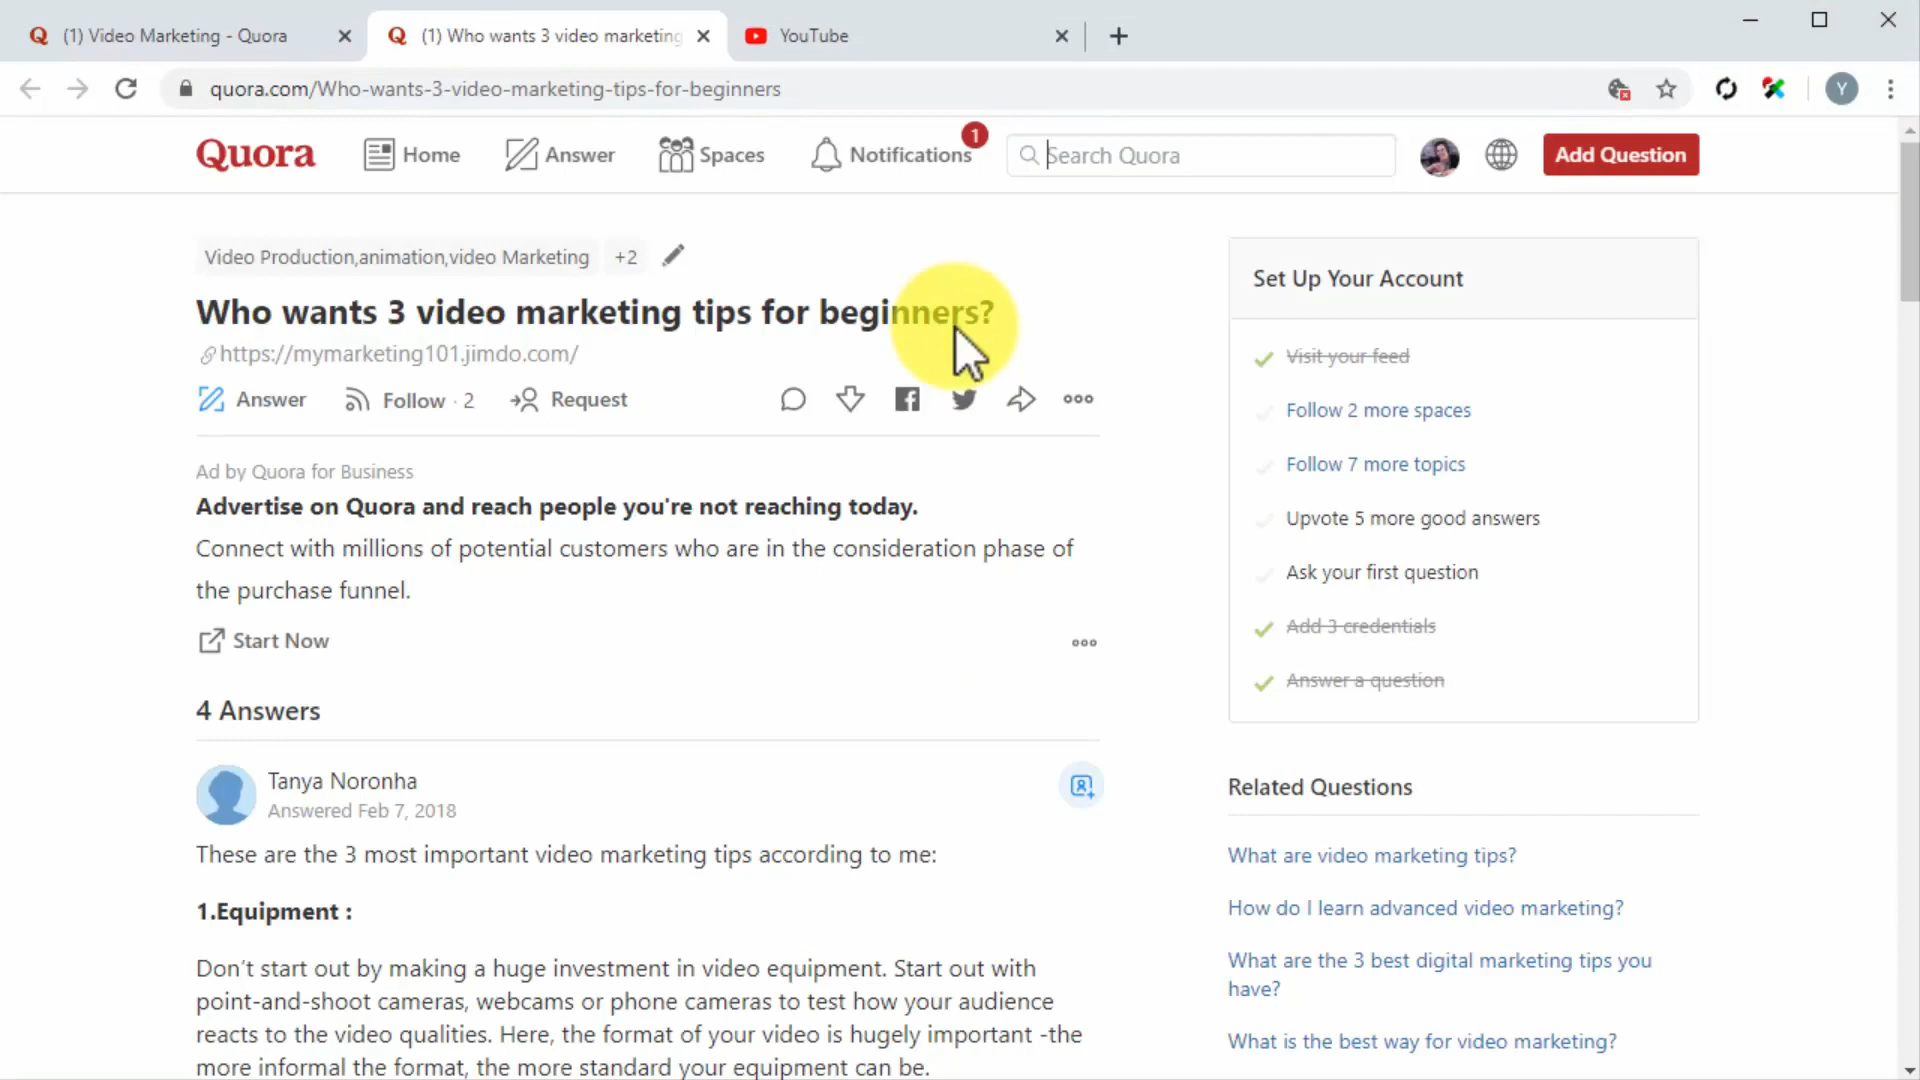 (1) Video Marketing - Quora
(1) Who wants 3 video marketing
YouTube
quora.com/Who-wants-3-video-marketing-tips-for-beginners
Y
Quora
Home
Answer
Spaces
Notifications
1
Search Quora
Add Question
Video Production,animation,video Marketing
+2
Who wants 3 video marketing tips for beginners?
https://mymarketing101.jimdo.com/
Answer
Follow · 2
Request
Ad by Quora for Business
Advertise on Quora and reach people you're not reaching today.
Connect with millions of potential customers who are in the consideration phase of
the purchase funnel.
Start Now
4 Answers
Tanya Noronha
Answered Feb 7, 2018
These are the 3 most important video marketing tips according to me:
1.Equipment :
Don't start out by making a huge investment in video equipment. Start out with
point-and-shoot cameras, webcams or phone cameras to test how your audience
reacts to the video qualities. Here, the format of your video is hugely important -the
more informal the format, the more standard your equipment can be.
Set Up Your Account
Visit your feed
Follow 2 more spaces
Follow 7 more topics
Upvote 5 more good answers
Ask your first question
Add 3 credentials
Answer a question
Related Questions
What are video marketing tips?
How do I learn advanced video marketing?
What are the 3 best digital marketing tips you
have?
What is the best way for video marketing?